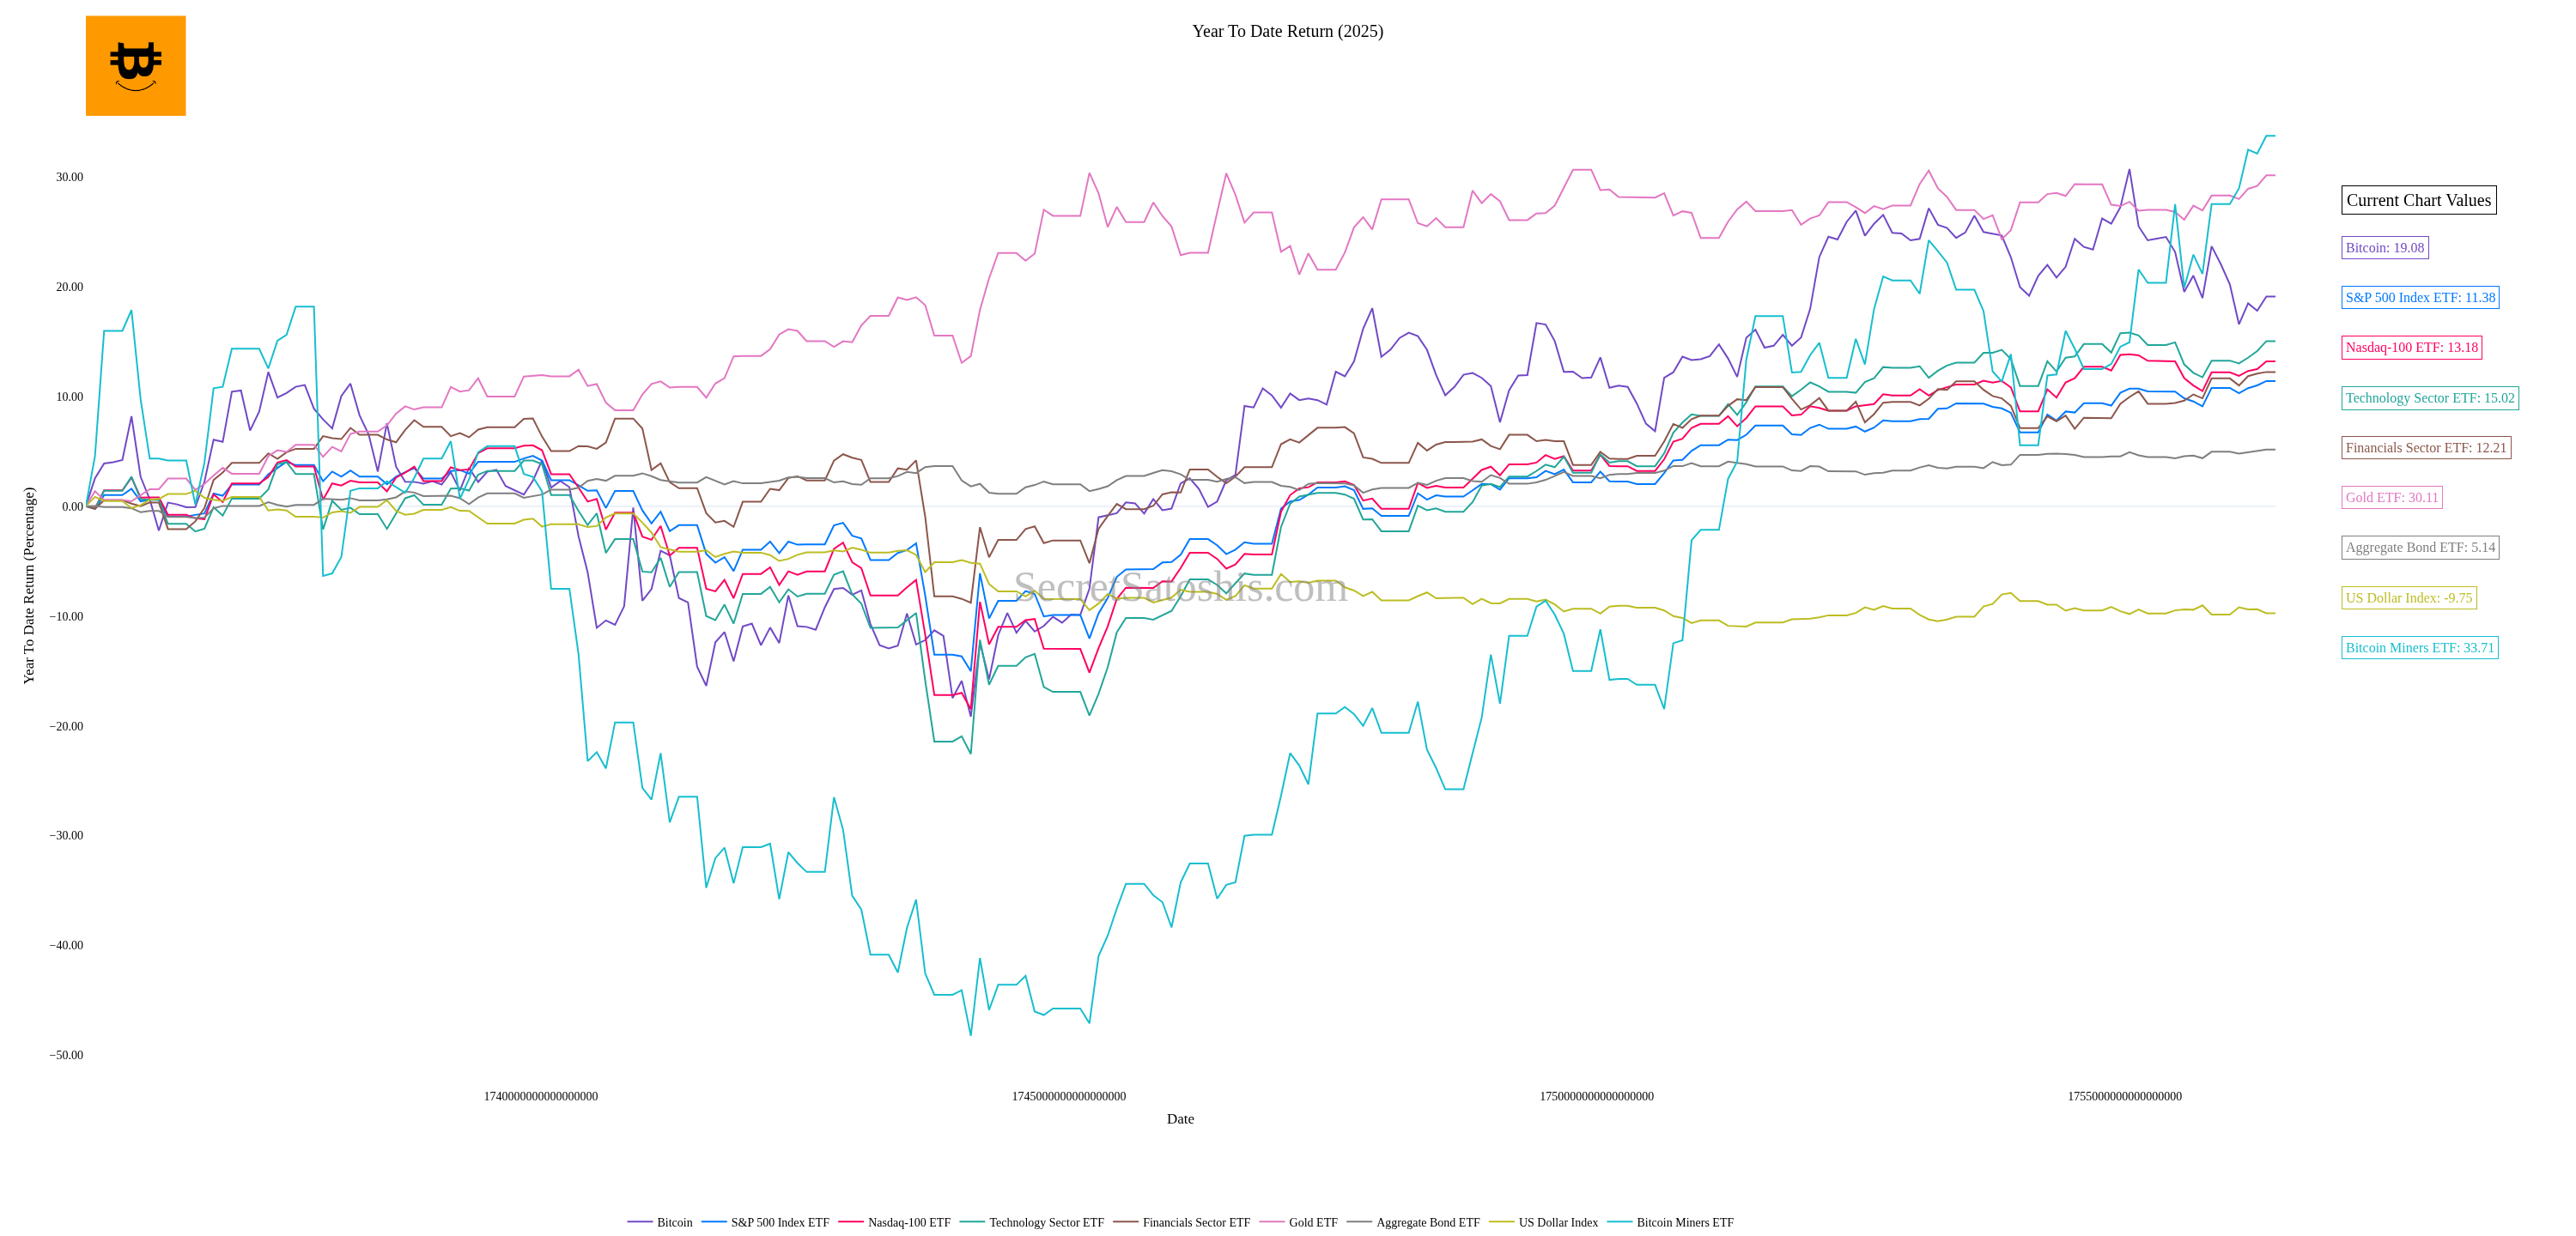 Year To Date Return (2025)
Current Chart Values
Bitcoin: 19.08
S&P 500 Index ETF: 11.38
Nasdaq-100 ETF: 13.18
Technology Sector ETF: 15.02
Financials Sector ETF: 12.21
Gold ETF: 30.11
Aggregate Bond ETF: 5.14
US Dollar Index: -9.75
Bitcoin Miners ETF: 33.71
Year To Date Return (Percentage)
30.00
20.00
10.00
0.00
−10.00
−20.00
−30.00
−40.00
−50.00
SecretSatoshis.com
1740000000000000000 1745000000000000000 1750000000000000000 1755000000000000000
Date
Bitcoin S&P 500 Index ETF Nasdaq-100 ETF Technology Sector ETF Financials Sector ETF Gold ETF Aggregate Bond ETF US Dollar Index Bitcoin Miners ETF